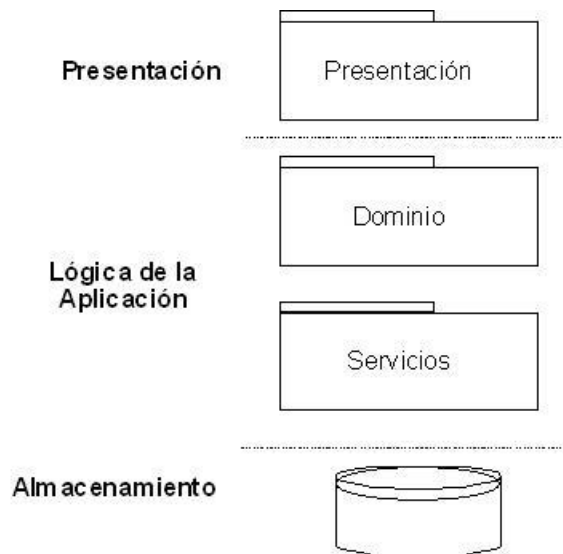 Presentación
Presentación
Dominio
Lógica de la
Aplicación
Servicios
Almacenamiento